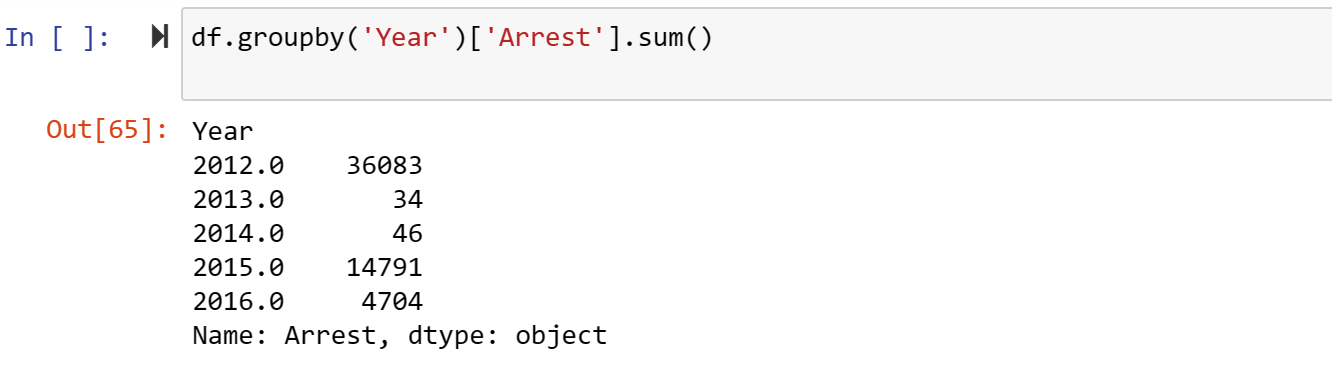 In [ ]: df.groupby('Year')['Arrest'].sum()
Out[65]: Year
2012.0    36083
2013.0       34
2014.0       46
2015.0    14791
2016.0     4704
Name: Arrest, dtype: object